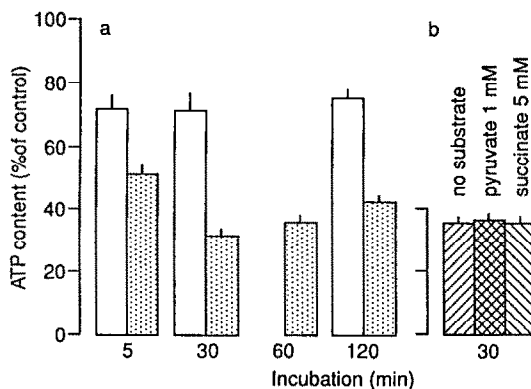 100
80
60
40
20
0
ATP content (%of control)
a
b
no substrate
pyruvate 1 mM
succinate 5 mM
5
30
60
120
30
Incubation (min)